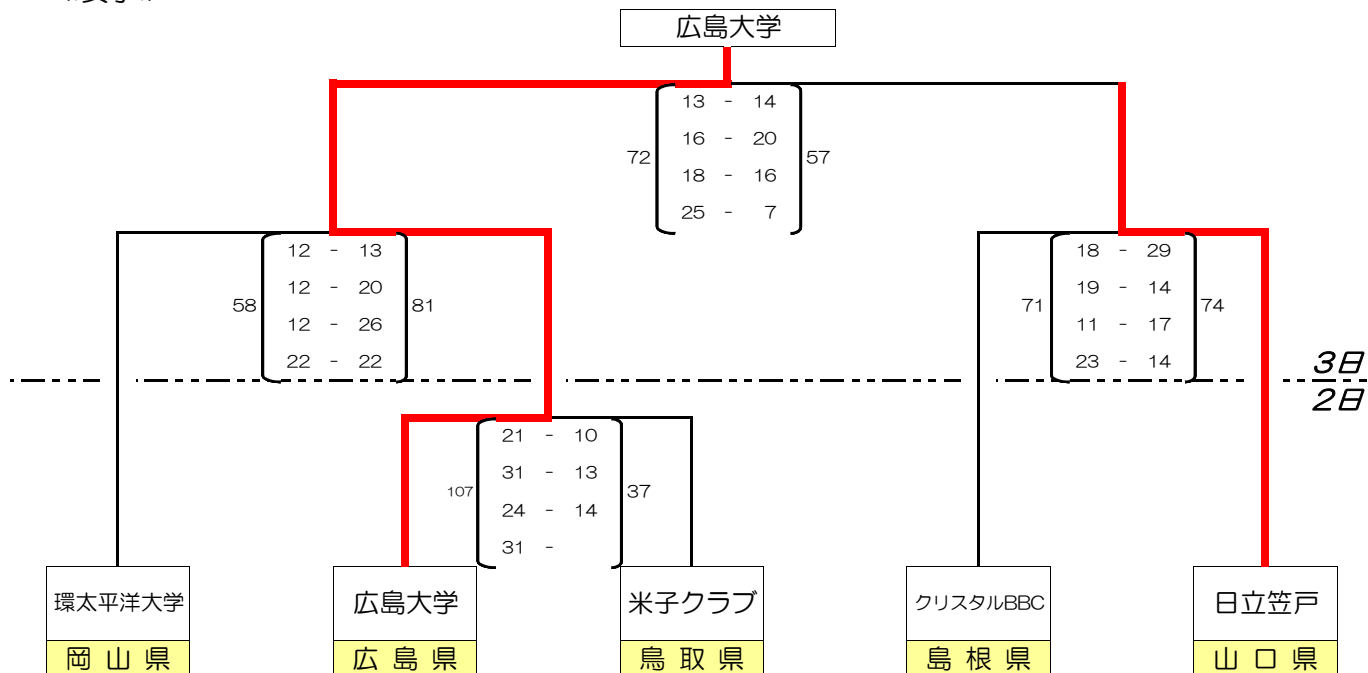 広島大学
13 - 14
16 - 20
72 57
18 - 16
25 - 7
12 - 13
12 - 20
58 81
12 - 26
22 - 22
18 - 29
19 - 14
71 74
11 - 17
23 - 14
3日
2日
21 - 10
31 - 13
107 37
24 - 14
31 -
環太平洋大学 広島大学 米子クラブ クリスタルBBC 日立笠戸
岡山県 広島県 鳥取県 島根県 山口県